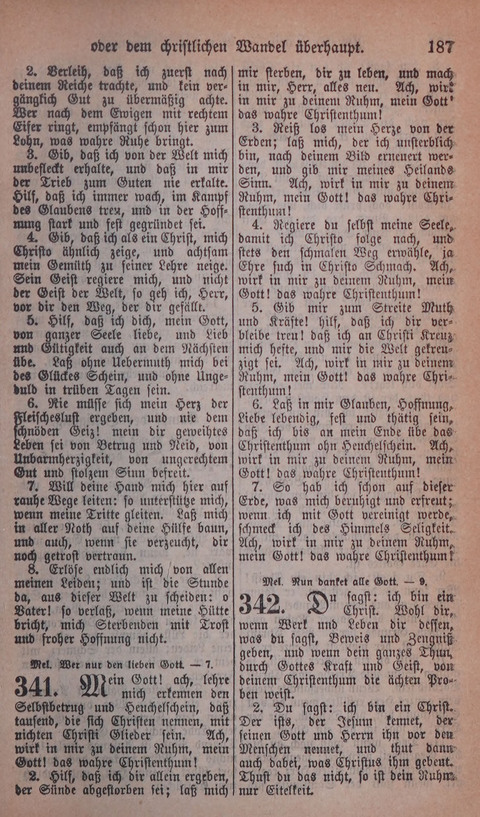 oder dem christlichen Wandel überhaupt. 187
2. Verleih, daß ich zuerst nach
deinem Reiche trachte, und kein ver-
gänglich Gut zu übermäßig achte.
Wer nach dem Ewigen mit rechtem
Eifer ringt, empfängt schon hier zum
Lohn, was wahre Ruhe bringt.
3. Gib, daß ich von der Welt mich
unbefleckt erhalte, und daß in mir
der Trieb zum Guten nie erkalte.
Hilf, daß ich immer wach, im Kampf
des Glaubens treu, und in der Hoff-
nung stark und fest gegründet sei.
4. Gib, daß ich als ein Christ, mich
Christo ähnlich zeige, und achtsam
mein Gemüth zu seiner Lehre neige.
Sein Geist regiere mich, und nicht
der Geist der Welt, so geh ich, Herr,
vor dir den Weg, der dir gefällt.
5. Hilf, daß ich dich, mein Gott,
von ganzer Seele liebe, und Lieb
und Gütigkeit auch an dem Nächsten
übe. Laß ohne Uebermuth mich bei
des Glückes Schein, und ohne Unge-
duld in trüben Tagen sein.
6. Nie müsse sich mein Herz der
Fleischeslust ergeben, und nie dem
schnöden Geiz! mein dir geweihtes
Leben sei von Betrug und Neid, von
Unbarmherzigkeit, von ungerechtem
Gut und stolzem Sinn befreit.
7. Will deine Hand mich hier auf
rauhe Wege leiten: so unterstütze mich,
wenn meine Tritte gleiten. Laß mich
in aller Noth auf deine Hülfe baun,
und auch, wenn sie verzeucht, dir
noch getrost vertraun.
8. Erlöse endlich mich von allen
meinen Leiden; und ist die Stunde
da, aus dieser Welt zu scheiden: o
Vater! so verlaß, wenn meine Hütte
bricht, mich Sterbenden mit Trost
und froher Hoffnung nicht.
Mel. Wer nur den lieben Gott. — 7.
341. Mein Gott! ach, lehre
mich erkennen den
Selbstbetrug und Heuchelschein, daß
tausend, die sich Christen nennen, mit
nichten Christi Glieder sein. Ach,
wirk in mir zu deinem Ruhm, mein
Gott! das wahre Christenthum!
2. Hilf, daß ich dir allein ergeben,
der Sünde abgestorben sei; laß mich
mir sterben, dir zu leben, und mach
in mir, Herr, alles neu. Ach, wirk
in mir zu deinem Ruhm, mein Gott!
das wahre Christenthum!
3. Reiß los mein Herze von der
Erden; laß mich, der ich unsterblich
bin, nach deinem Bild erneuert wer-
den, und gib mir meines Heilands
Sinn. Ach, wirk in mir zu deinem
Ruhm, mein Gott! das wahre Chri-
stenthum!
4. Regiere du selbst meine Seele,
damit ich Christo folge nach, und
stets den schmalen Weg erwähle, ja
Ehre such in Christo Schmach. Ach,
wirk in mir zu deinem Ruhm, mein
Gott! das wahre Christenthum!
5. Gib mir zum Streite Muth
und Kräfte! hilf, daß ich dir ver-
bleibe treu! daß ich an Christi Kreuz
mich hefte, und mir die Welt gekreu-
zigt sei. Ach, wirk in mir zu deinem
Ruhm, mein Gott! das wahre Chri-
stenthum!
6. Laß in mir Glauben, Hoffnung,
Liebe lebendig, fest und thätig sein,
daß ich bis an mein Ende übe das
Christenthum ohn Heuchelschein. Ach,
wirk in mir zu deinem Ruhm, mein
Gott! das wahre Christenthum!
7. So hab ich schon auf dieser
Erde, was mich beruhigt und erfreut;
wenn ich mit Gott vereinigt werde,
schmeck ich des Himmels Seligkeit.
Ach, wirk in mir zu deinem Ruhm,
mein Gott! das wahre Christenthum!
Mel. Nun danket alle Gott. — 9.
342. Du sagst: ich bin ein
Christ. Wohl dir,
wenn Werk und Leben dir dessen,
was du sagst, Beweis und Zeugniß
geben, und wenn dein ganzes Thun,
durch Gottes Kraft und Geist, von
deinem Christenthum die ächten Pro-
ben weist.
2. Du sagst: ich bin ein Christ.
Der ists, der Jesum kennet, der
seinen Gott und Herrn ihn vor den
Menschen nennet, und thut dann
auch dabei, was Christus ihm gebeut.
Thust du das nicht, so ist dein Ruhm
nur Eitelkeit.